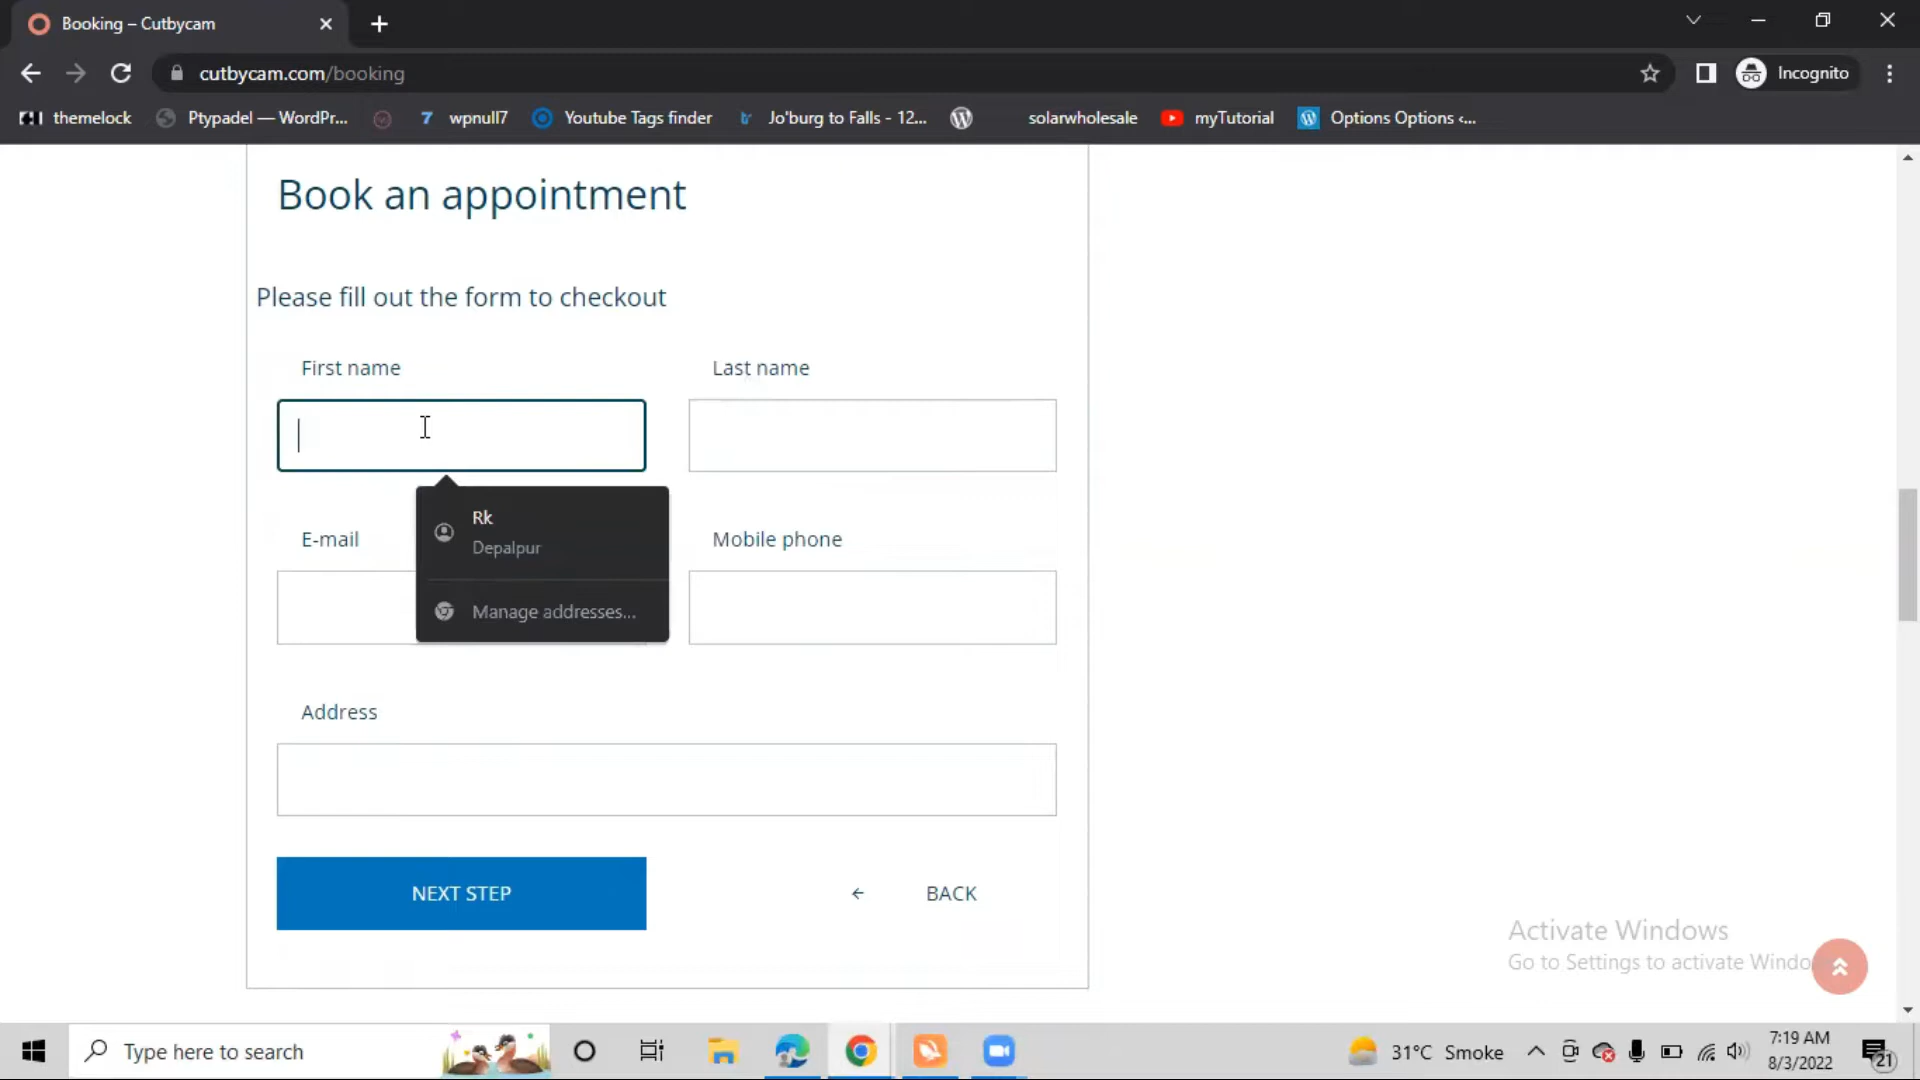 Booking – Cutbycam
cutbycam.com/booking
Incognito
themelock
Ptypadel — WordPr...
7 wpnull7
Youtube Tags finder
br Jo'burg to Falls - 12...
solarwholesale
myTutorial
Options Options <...
Book an appointment
Please fill out the form to checkout
First name
Last name
Rk
Depalpur
Manage addresses...
E-mail
Mobile phone
Address
NEXT STEP
BACK
Activate Windows
Go to Settings to activate Windo
Type here to search
31°C Smoke
7:19 AM
8/3/2022
21